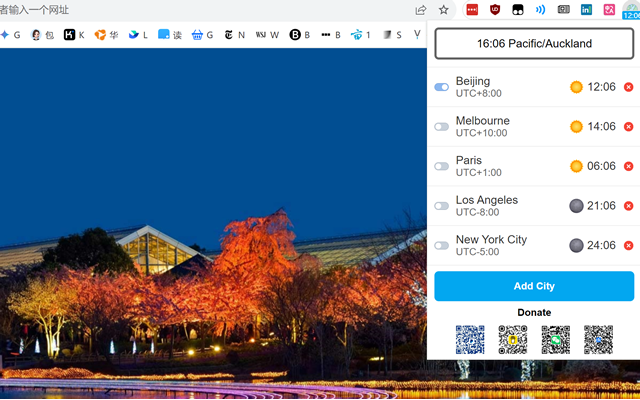 者输入一个网址
G 包 K 华 L 读 G N WSJ W B B 1 S V
12:06
16:06 Pacific/Auckland
Beijing
UTC+8:00
12:06
Melbourne
UTC+10:00
14:06
Paris
UTC+1:00
06:06
Los Angeles
UTC-8:00
21:06
New York City
UTC-5:00
24:06
Add City
Donate